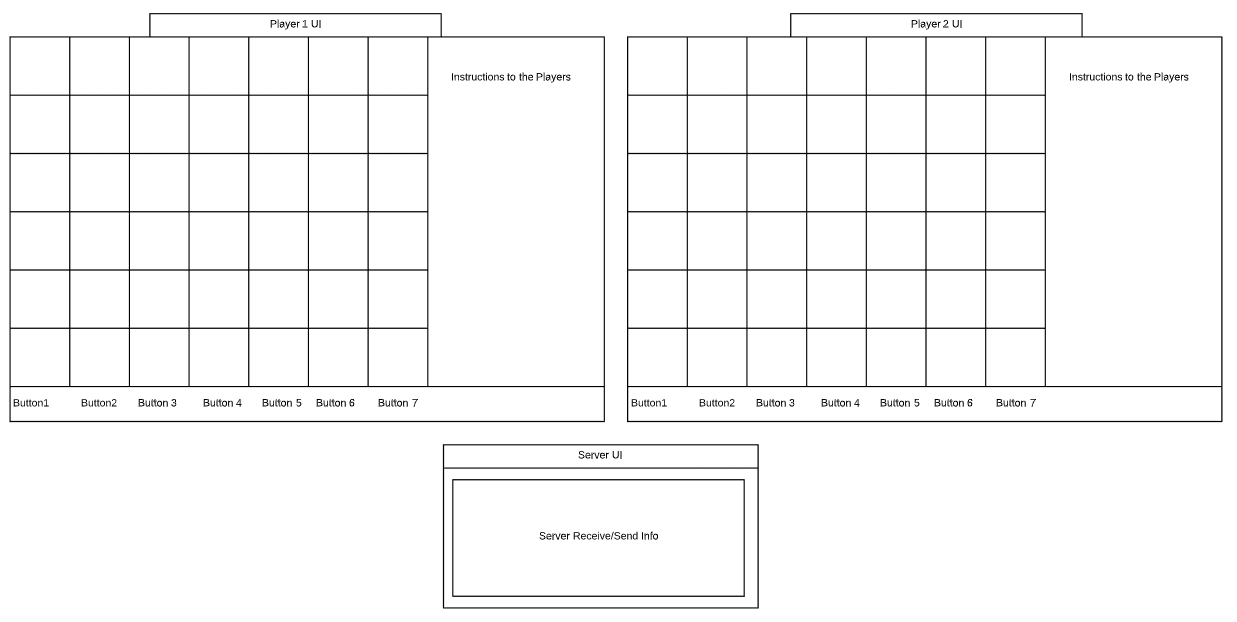 Player 1 UI
Player 2 UI
Instructions to the Players
Instructions to the Players
Button1 Button2 Button 3 Button 4 Button 5 Button 6 Button 7
Button1 Button2 Button 3 Button 4 Button 5 Button 6 Button 7
Server UI
Server Receive/Send Info